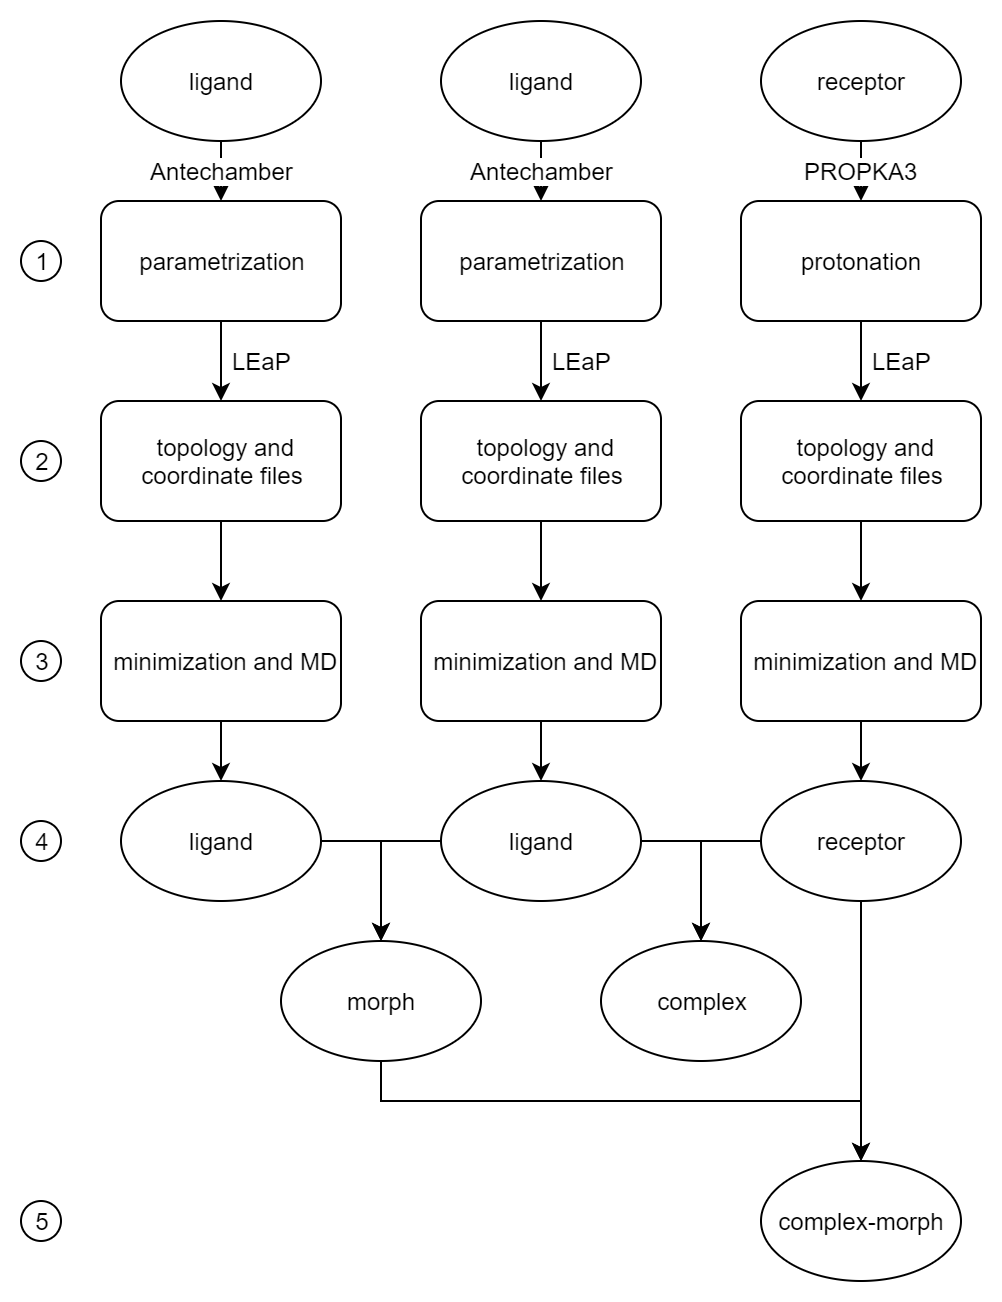 ligand
ligand
receptor
Antechamber
Antechamber
PROPKA3
1
parametrization
parametrization
protonation
LEaP
LEaP
LEaP
2
topology and
coordinate files
topology and
coordinate files
topology and
coordinate files
3
minimization and MD
minimization and MD
minimization and MD
4
ligand
ligand
receptor
morph
complex
5
complex-morph